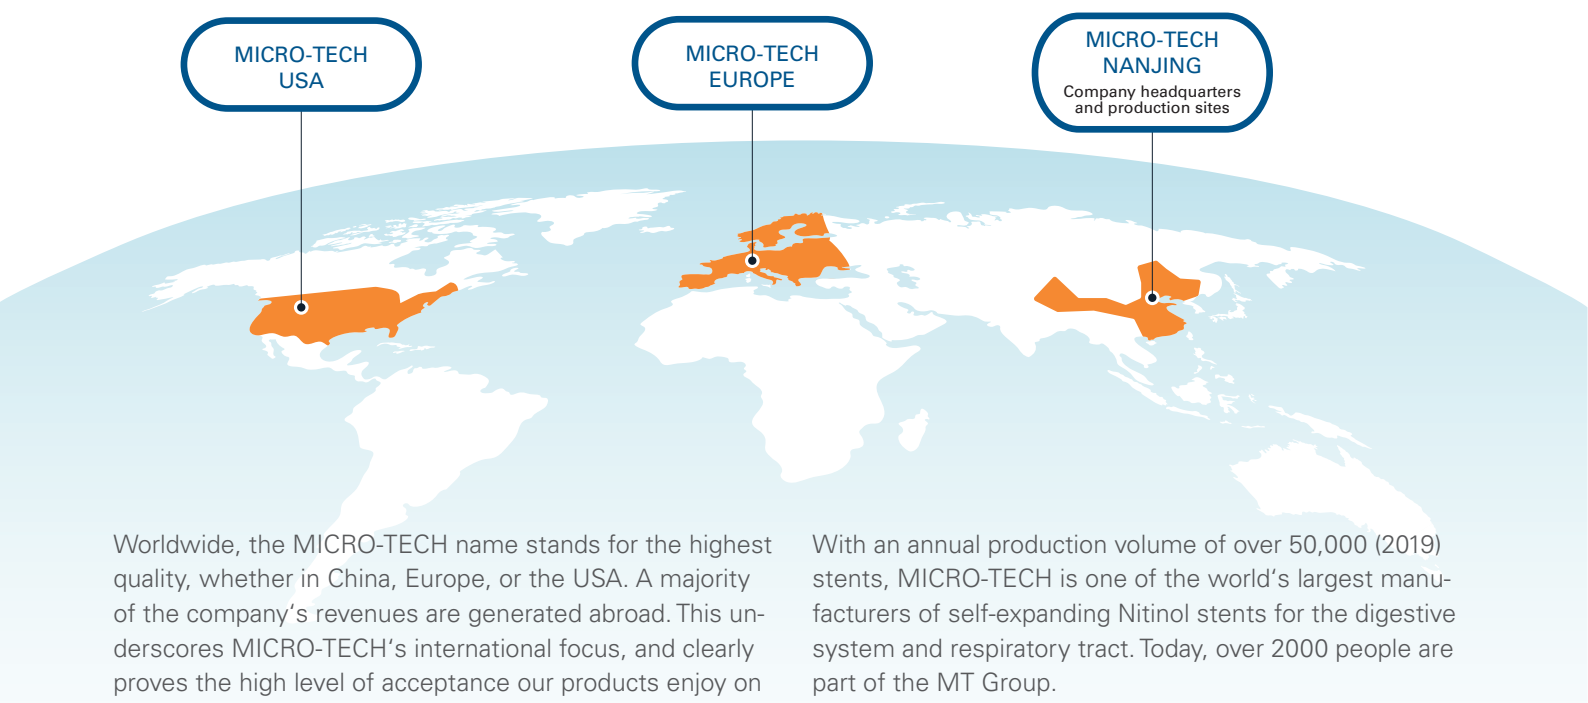 MICRO-TECH
USA
MICRO-TECH
EUROPE
MICRO-TECH
NANJING
Company headquarters
and production sites
Worldwide, the MICRO-TECH name stands for the highest
quality, whether in China, Europe, or the USA. A majority
of the company‘s revenues are generated abroad. This un-
derscores MICRO-TECH‘s international focus, and clearly
proves the high level of acceptance our products enjoy on
With an annual production volume of over 50,000 (2019)
stents, MICRO-TECH is one of the world‘s largest manu-
facturers of self-expanding Nitinol stents for the digestive
system and respiratory tract. Today, over 2000 people are
part of the MT Group.